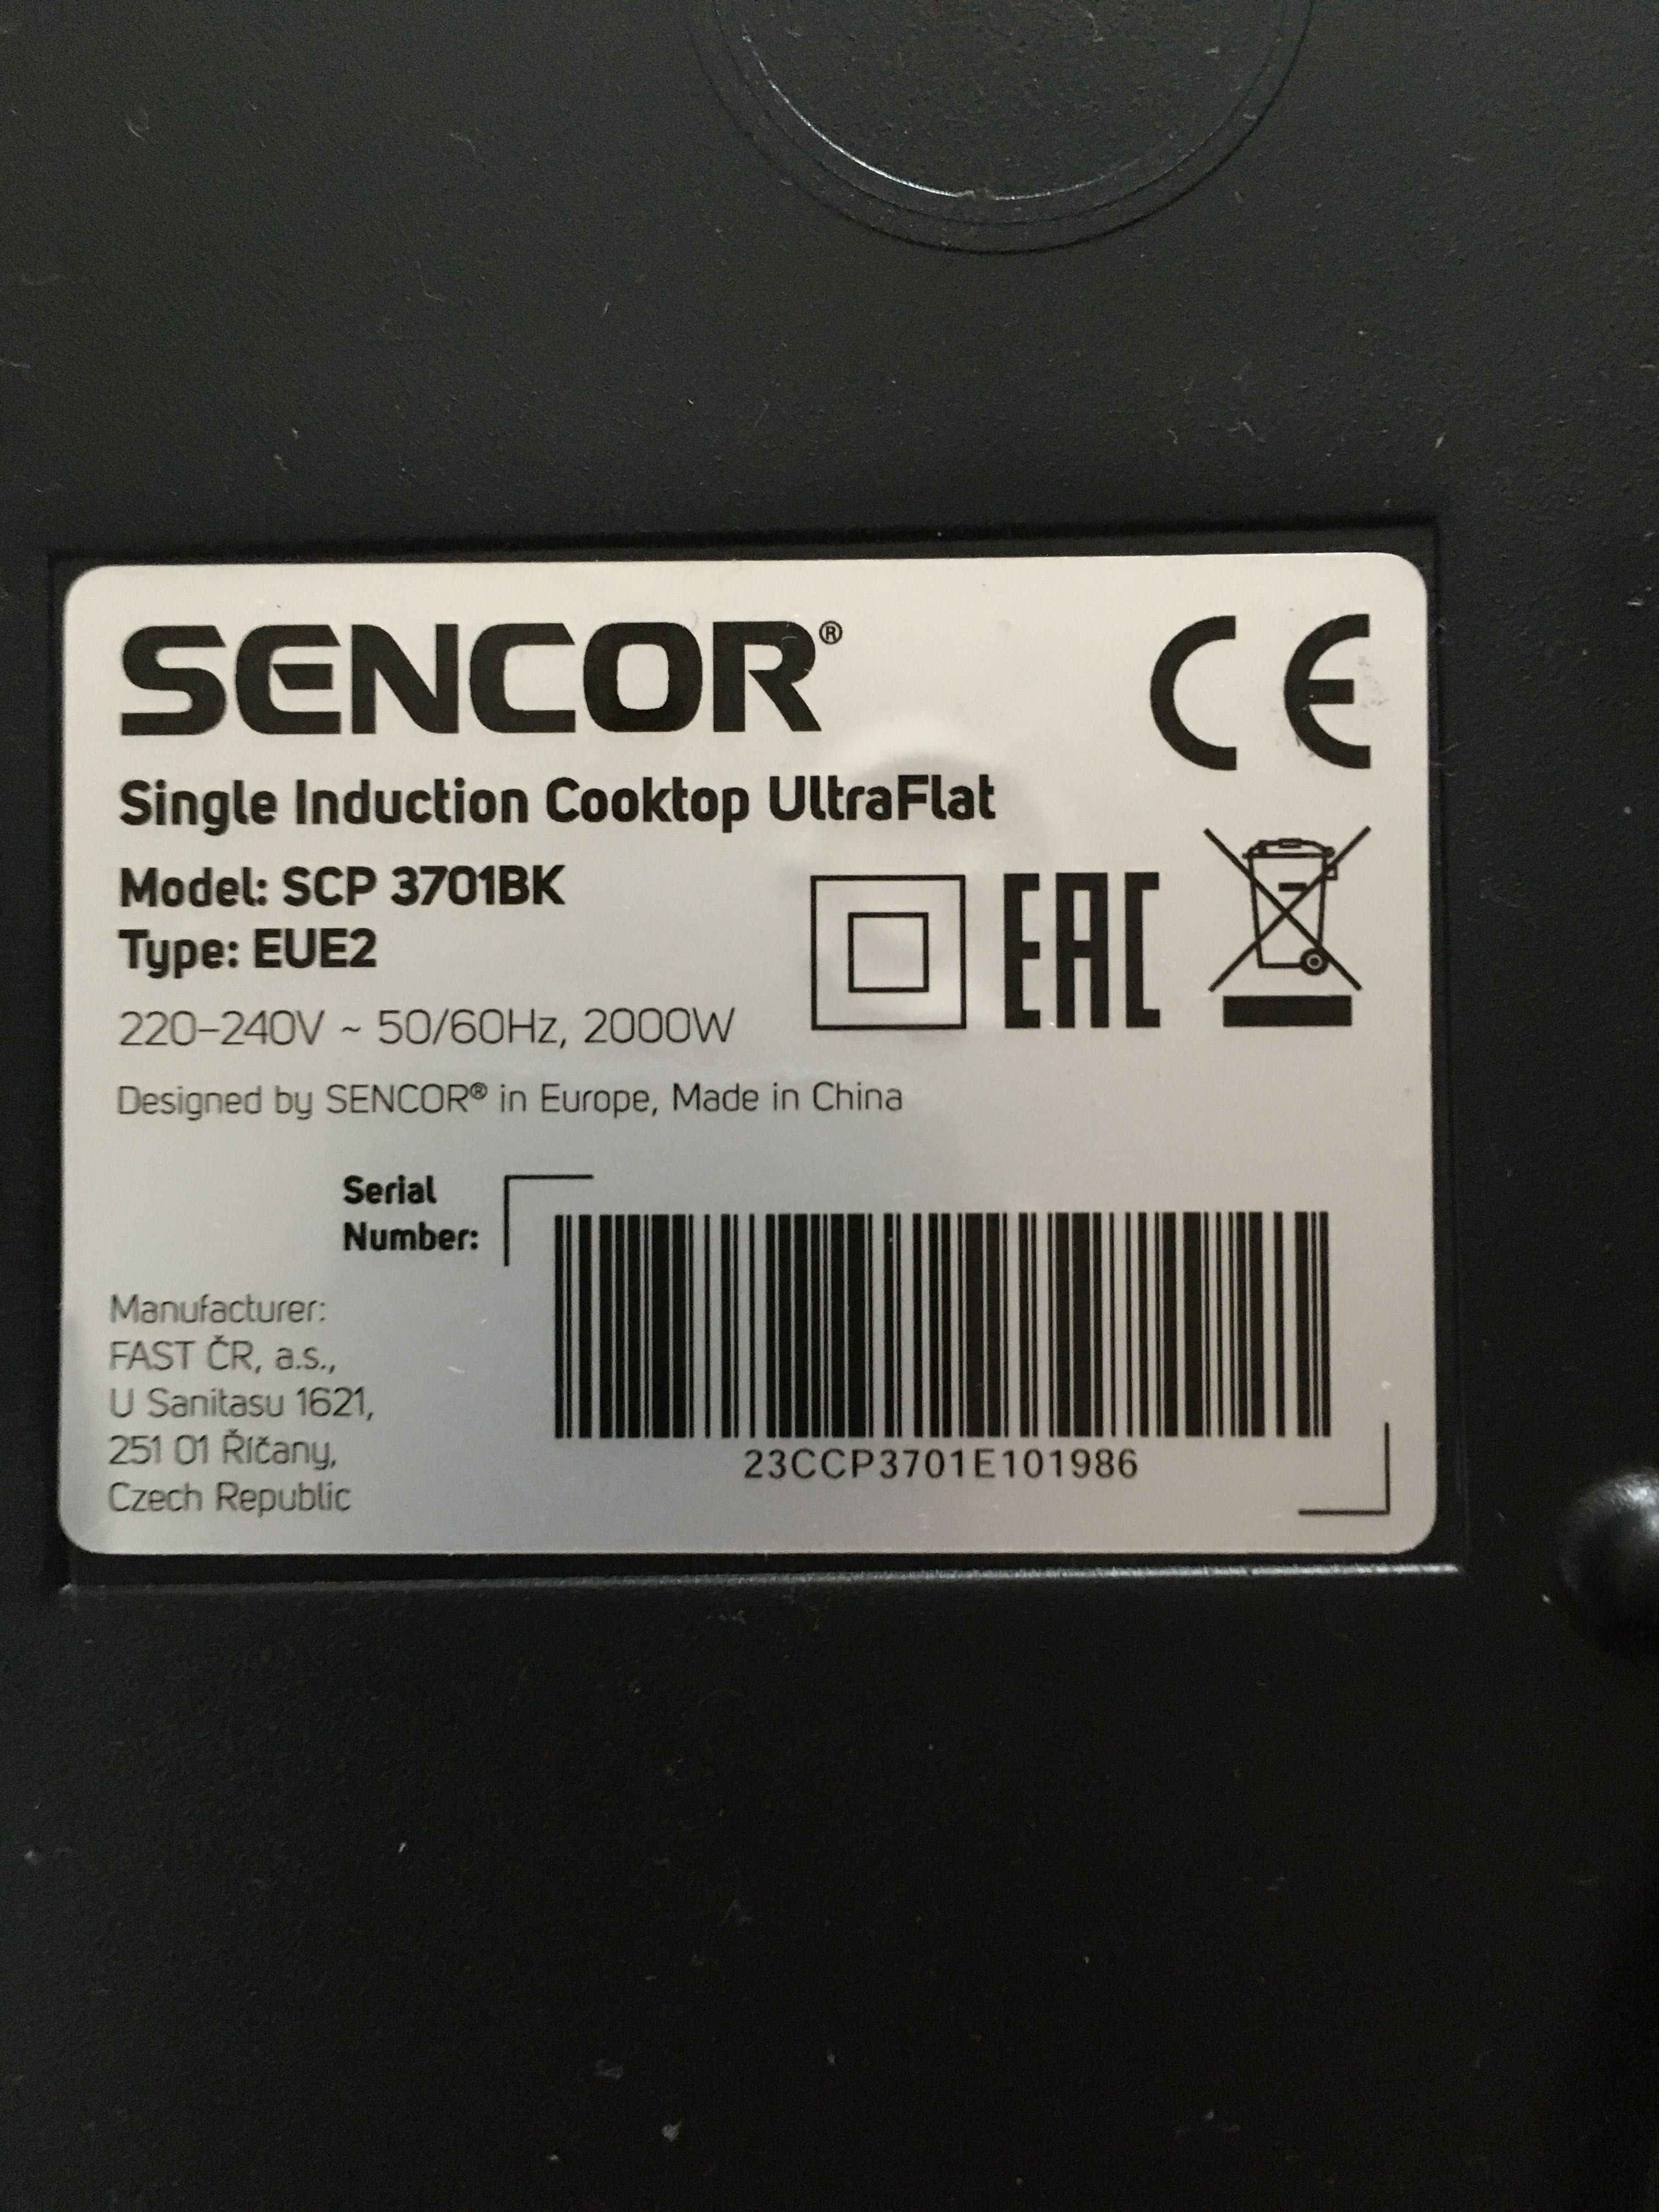 SENCOR®
CE
Single Induction Cooktop UltraFlat
Model: SCP 3701BK
Type: EUE2
EAC
220–240V ~ 50/60Hz, 2000W
Designed by SENCOR® in Europe, Made in China
Serial
Number:
Manufacturer:
FAST ČR, a.s.,
U Sanitasu 1621,
251 01 Říčany,
Czech Republic
23CCP3701E101986